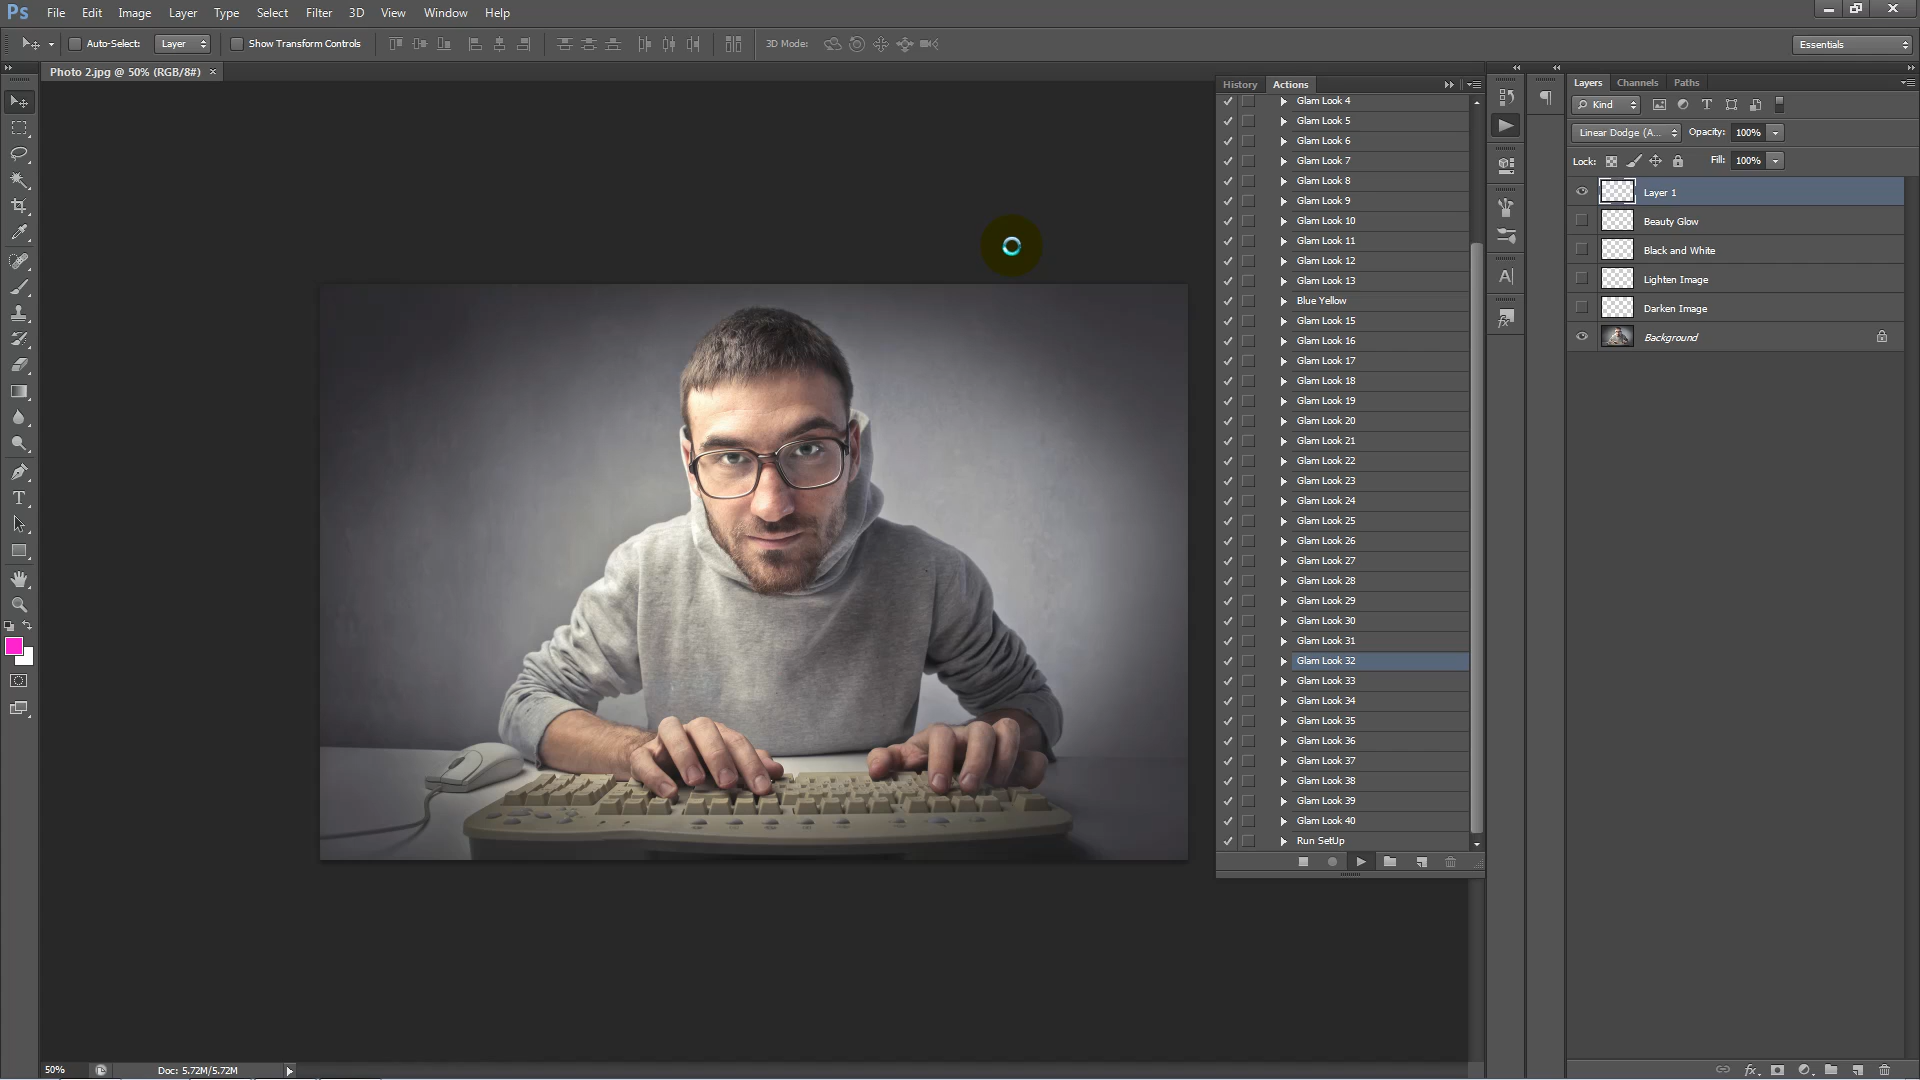 Ps File Edit Image Layer Type Select Filter 3D View Window Help
Auto-Select: Layer Show Transform Controls 3D Mode: Essentials
Photo 2.jpg @ 50% (RGB/8#) ×
History Actions
Glam Look 4
Glam Look 5
Glam Look 6
Glam Look 7
Glam Look 8
Glam Look 9
Glam Look 10
Glam Look 11
Glam Look 12
Glam Look 13
Blue Yellow
Glam Look 15
Glam Look 16
Glam Look 17
Glam Look 18
Glam Look 19
Glam Look 20
Glam Look 21
Glam Look 22
Glam Look 23
Glam Look 24
Glam Look 25
Glam Look 26
Glam Look 27
Glam Look 28
Glam Look 29
Glam Look 30
Glam Look 31
Glam Look 32
Glam Look 33
Glam Look 34
Glam Look 35
Glam Look 36
Glam Look 37
Glam Look 38
Glam Look 39
Glam Look 40
Run SetUp
Layers Channels Paths
Kind
Linear Dodge (A... Opacity: 100%
Lock: Fill: 100%
Layer 1
Beauty Glow
Black and White
Lighten Image
Darken Image
Background
50% Doc: 5.72M/5.72M